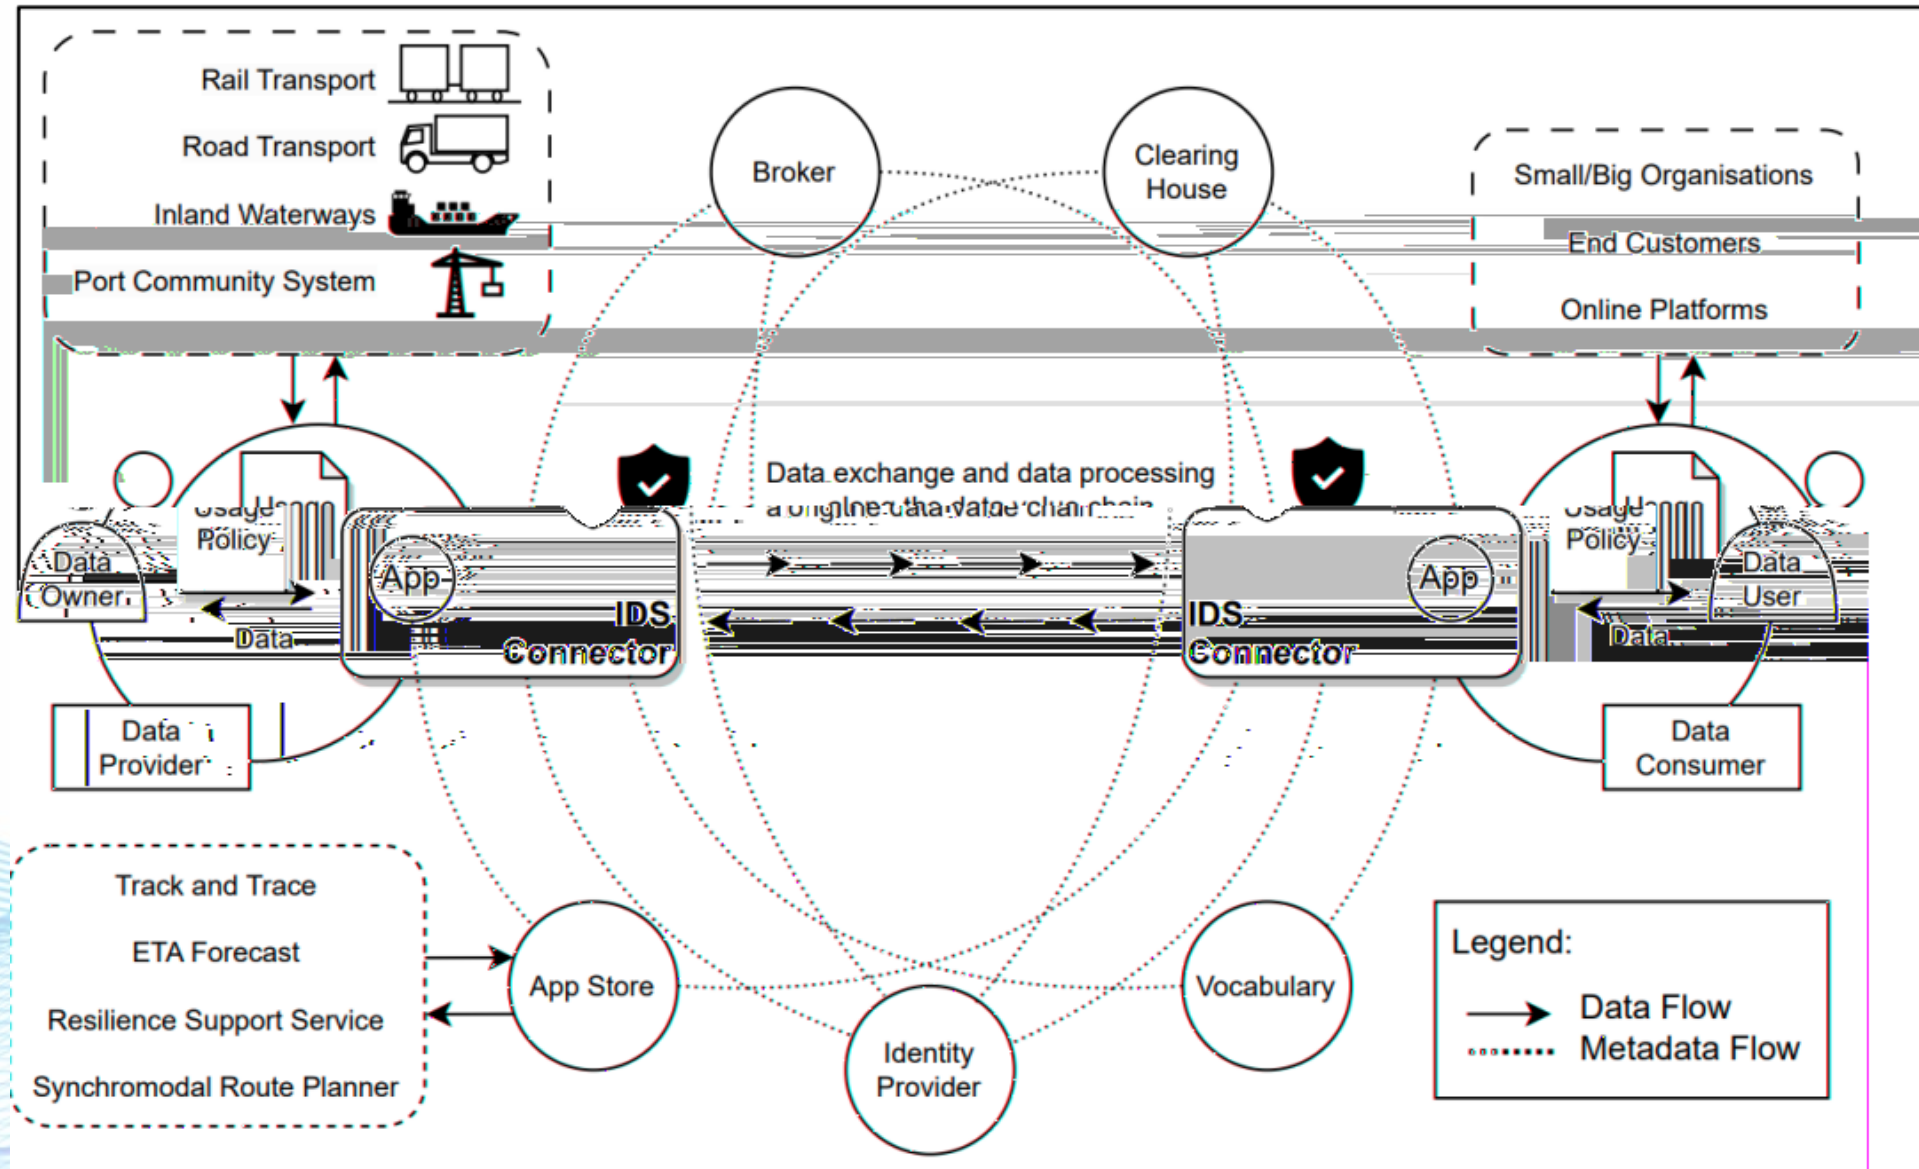 Rail Transport
Road Transport
Inland Waterways
Port Community System
Broker
Clearing
House
Small/Big Organisations
End Customers
Online Platforms
Data exchange and data processing
Usage
Policy
Data
Owner
Data
App
IDS
Connector
IDS
Connector
App
Usage
Policy
Data
User
Data
Data
Provider
Data
Consumer
Track and Trace
ETA Forecast
Resilience Support Service
Synchromodal Route Planner
App Store
Identity
Provider
Vocabulary
Legend:
Data Flow
Metadata Flow